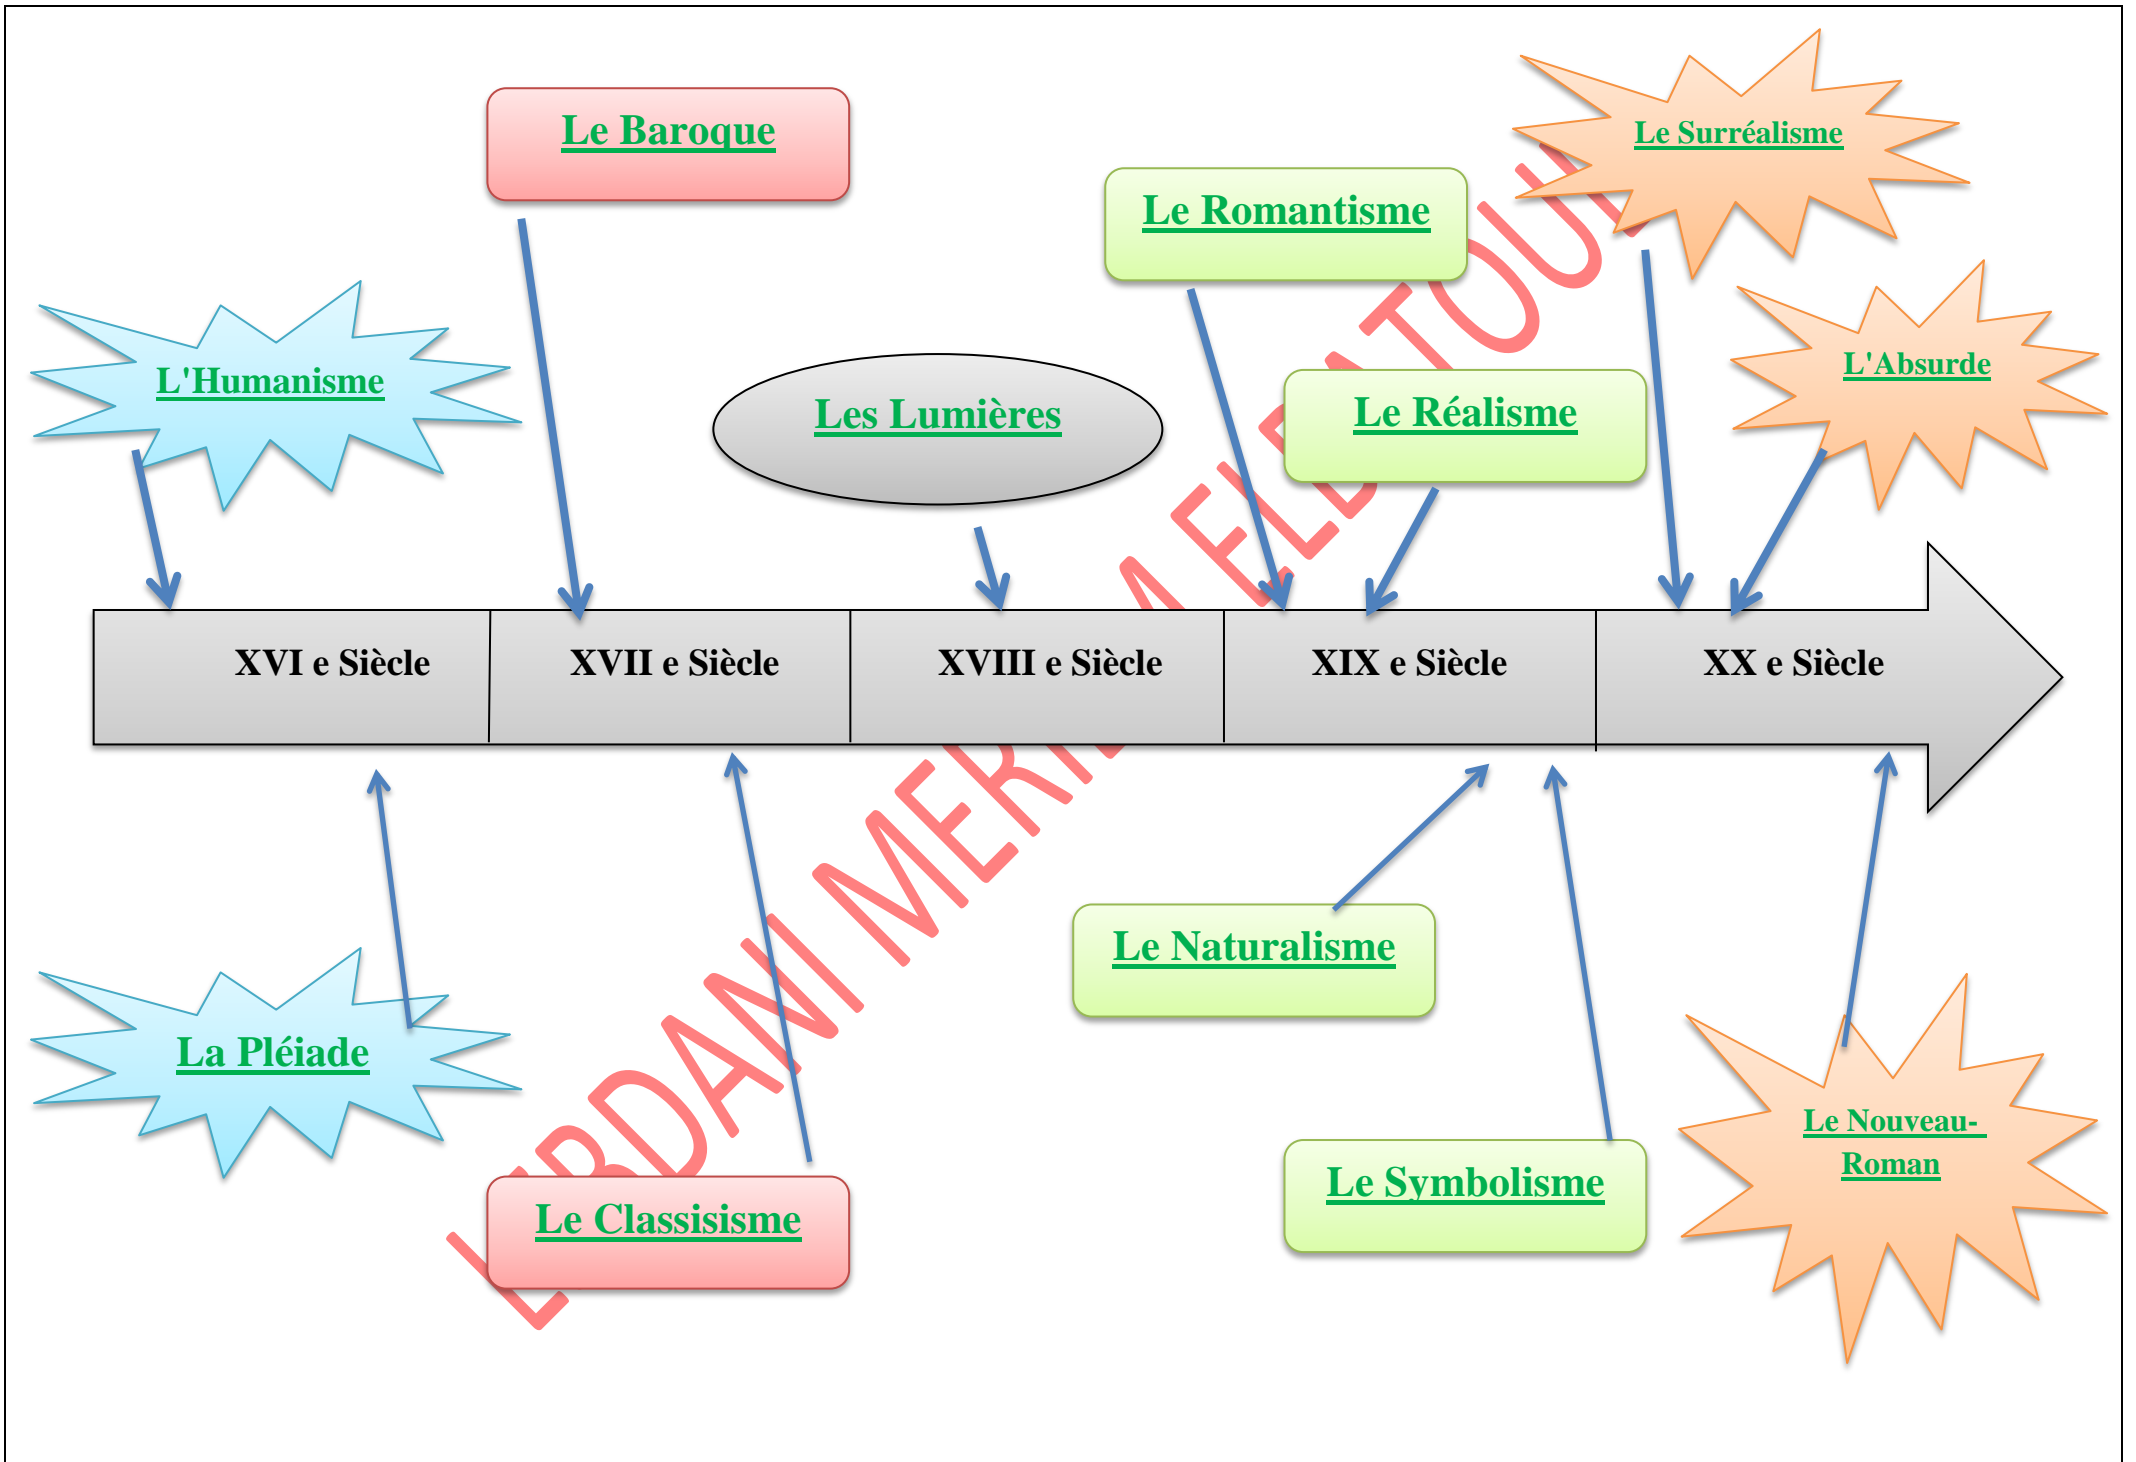 Le Baroque
Le Surréalisme
Le Romantisme
L'Humanisme
L'Absurde
Les Lumières
Le Réalisme
XVI e Siècle
XVII e Siècle
XVIII e Siècle
XIX e Siècle
XX e Siècle
Le Naturalisme
La Pléiade
Le Nouveau-
Roman
Le Symbolisme
Le Classisisme